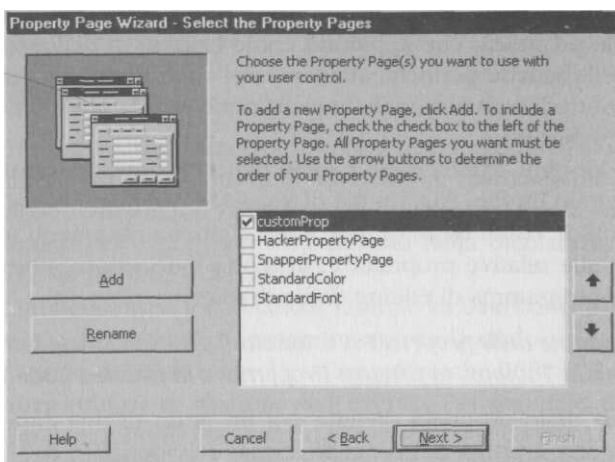 Property Page Wizard - Select the Property Pages
Choose the Property Page(s) you want to use with
your user control.
To add a new Property Page, click Add. To include a
Property Page, check the check box to the left of the
Property Page. All Property Pages you want must be
selected. Use the arrow buttons to determine the
order of your Property Pages.
customProp
HackerPropertyPage
SnapperPropertyPage
StandardColor
StandardFont
Add
Rename
Help
Cancel
< Back
Next >
Finish